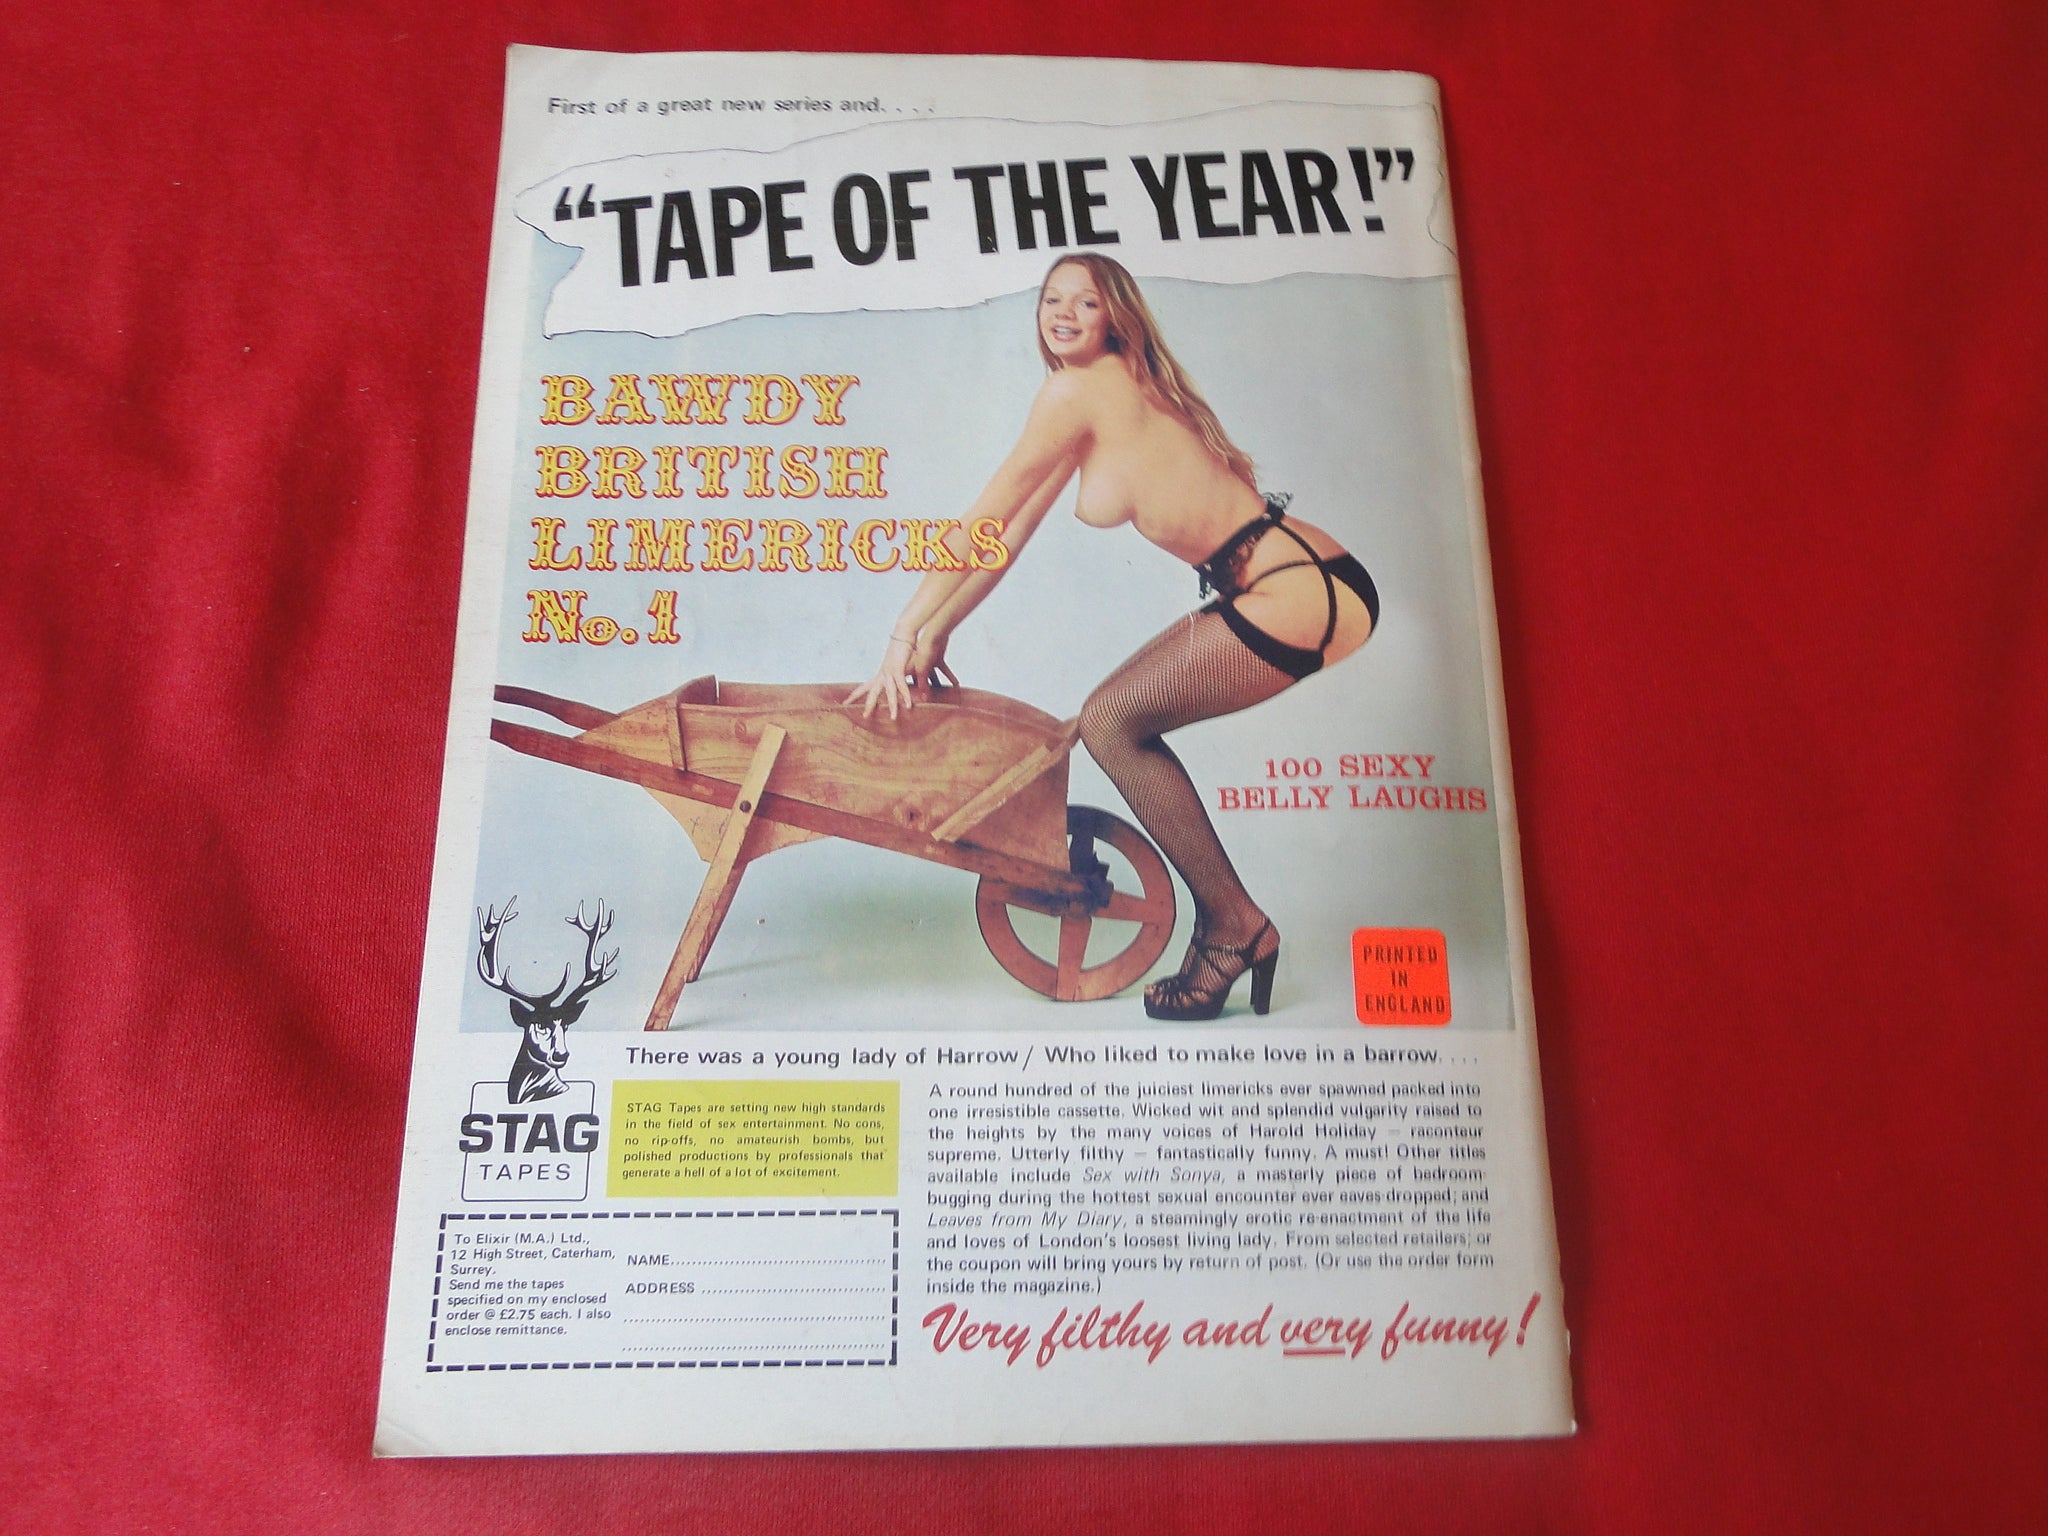 First of a great new series and. . . .
“TAPE OF THE YEAR!”
BAWDY
BRITISH
LIMERICKS
No. 1
100 SEXY
BELLY LAUGHS
PRINTED
IN
ENGLAND
There was a young lady of Harrow / Who liked to make love in a barrow. . . .
STAG
TAPES
STAG Tapes are setting new high standards
in the field of sex entertainment. No cons,
no rip-offs, no amateurish bombs, but
polished productions by professionals that
generate a hell of a lot of excitement.
A round hundred of the juiciest limericks ever spawned packed into
one irresistible cassette. Wicked wit and splendid vulgarity raised to
the heights by the many voices of Harold Holiday — raconteur
supreme. Utterly filthy — fantastically funny. A must! Other titles
available include Sex with Sonya, a masterly piece of bedroom-
bugging during the hottest sexual encounter ever eaves-dropped; and
Leaves from My Diary, a steamingly erotic re-enactment of the life
and loves of London's loosest living lady. From selected retailers; or
the coupon will bring yours by return of post. (Or use the order form
inside the magazine.)
To Elixir (M.A.) Ltd.,
12 High Street, Caterham,
Surrey.
Send me the tapes
specified on my enclosed
order @ £2.75 each. I also
enclose remittance.
NAME
ADDRESS
Very filthy and very funny!